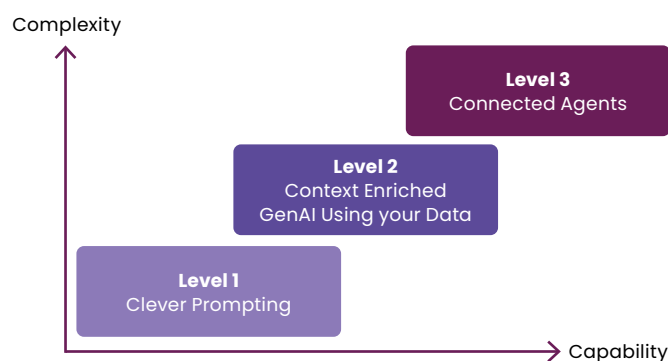 Complexity
Level 3
Connected Agents
Level 2
Context Enriched
GenAI Using your Data
Level 1
Clever Prompting
Capability